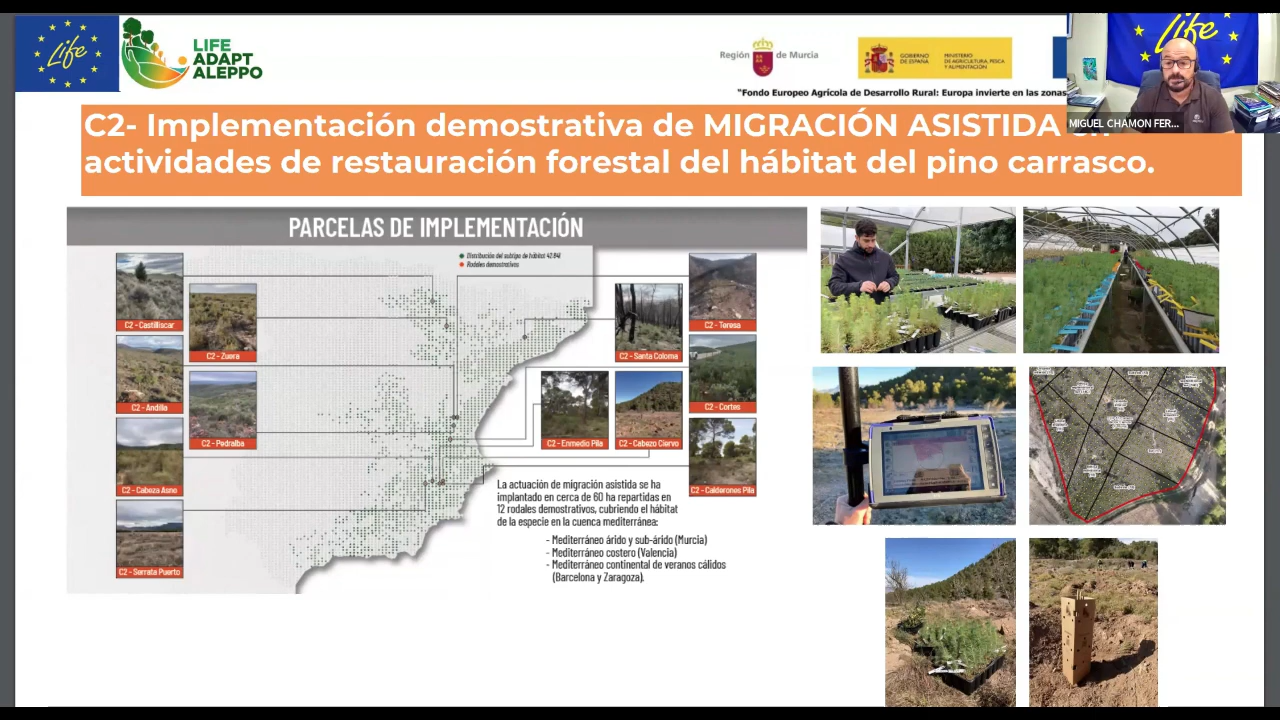 Life
LIFE
ADAPT
ALEPPO
Región de Murcia
GOBIERNO
DE ESPAÑA
MINISTERIO
DE AGRICULTURA, PESCA
Y ALIMENTACIÓN
"Fondo Europeo Agrícola de Desarrollo Rural: Europa invierte en las zonas
Life
MIGUEL CHAMON FER...
C2- Implementación demostrativa de MIGRACIÓN ASISTIDA en
actividades de restauración forestal del hábitat del pino carrasco.
PARCELAS DE IMPLEMENTACIÓN
Distribución del subtipo de hábitat 42.84
Rodales demostrativos
C2 - Castiliscar
C2 - Zuera
C2 - Andilla
C2 - Pedralba
C2 - Cabeza Asno
C2 - Serrata Puerto
C2 - Teresa
C2 - Santa Coloma
C2 - Cortes
C2 - Enmedio Pila
C2 - Cabezo Ciervo
C2 - Calderones Pila
La actuación de migración asistida se ha
implantado en cerca de 60 ha repartidas en
12 rodales demostrativos, cubriendo el hábitat
de la especie en la cuenca mediterránea:
- Mediterráneo árido y sub-árido (Murcia)
- Mediterráneo costero (Valencia)
- Mediterráneo continental de veranos cálidos
(Barcelona y Zaragoza).